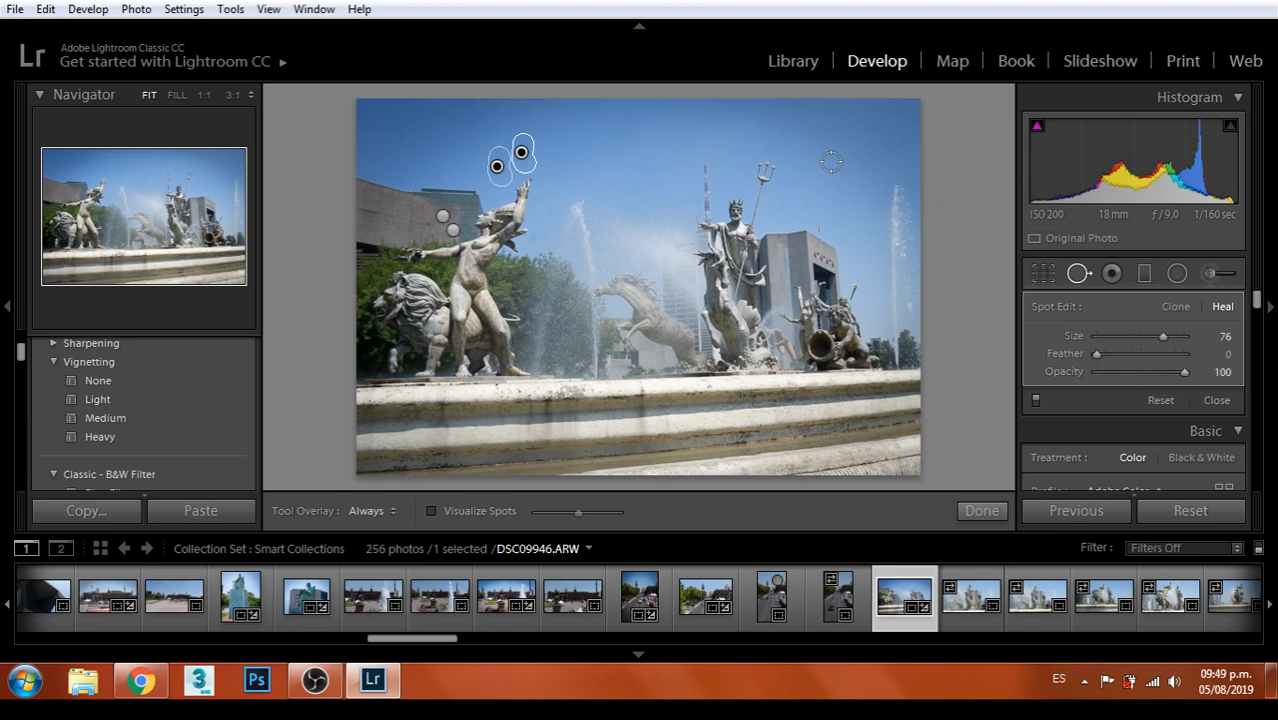 File Edit Develop Photo Settings Tools View Window Help
Lr
Adobe Lightroom Classic CC
Get started with Lightroom CC
Library Develop Map Book Slideshow Print Web
Navigator FIT FILL 1:1 3:1
Histogram
ISO 200 18 mm ƒ / 9.0 1/160 sec
Original Photo
Spot Edit : Clone Heal
Size 76
Feather 0
Opacity 100
Reset Close
Sharpening
Vignetting
None
Light
Medium
Heavy
Classic - B&W Filter
Basic
Treatment : Color Black & White
Copy... Paste
Tool Overlay : Always Visualize Spots Done
Previous Reset
1 2 Collection Set : Smart Collections 256 photos /1 selected /DSC09946.ARW Filter : Filters Off
Ps Lr
ES
09:49 p.m.
05/08/2019